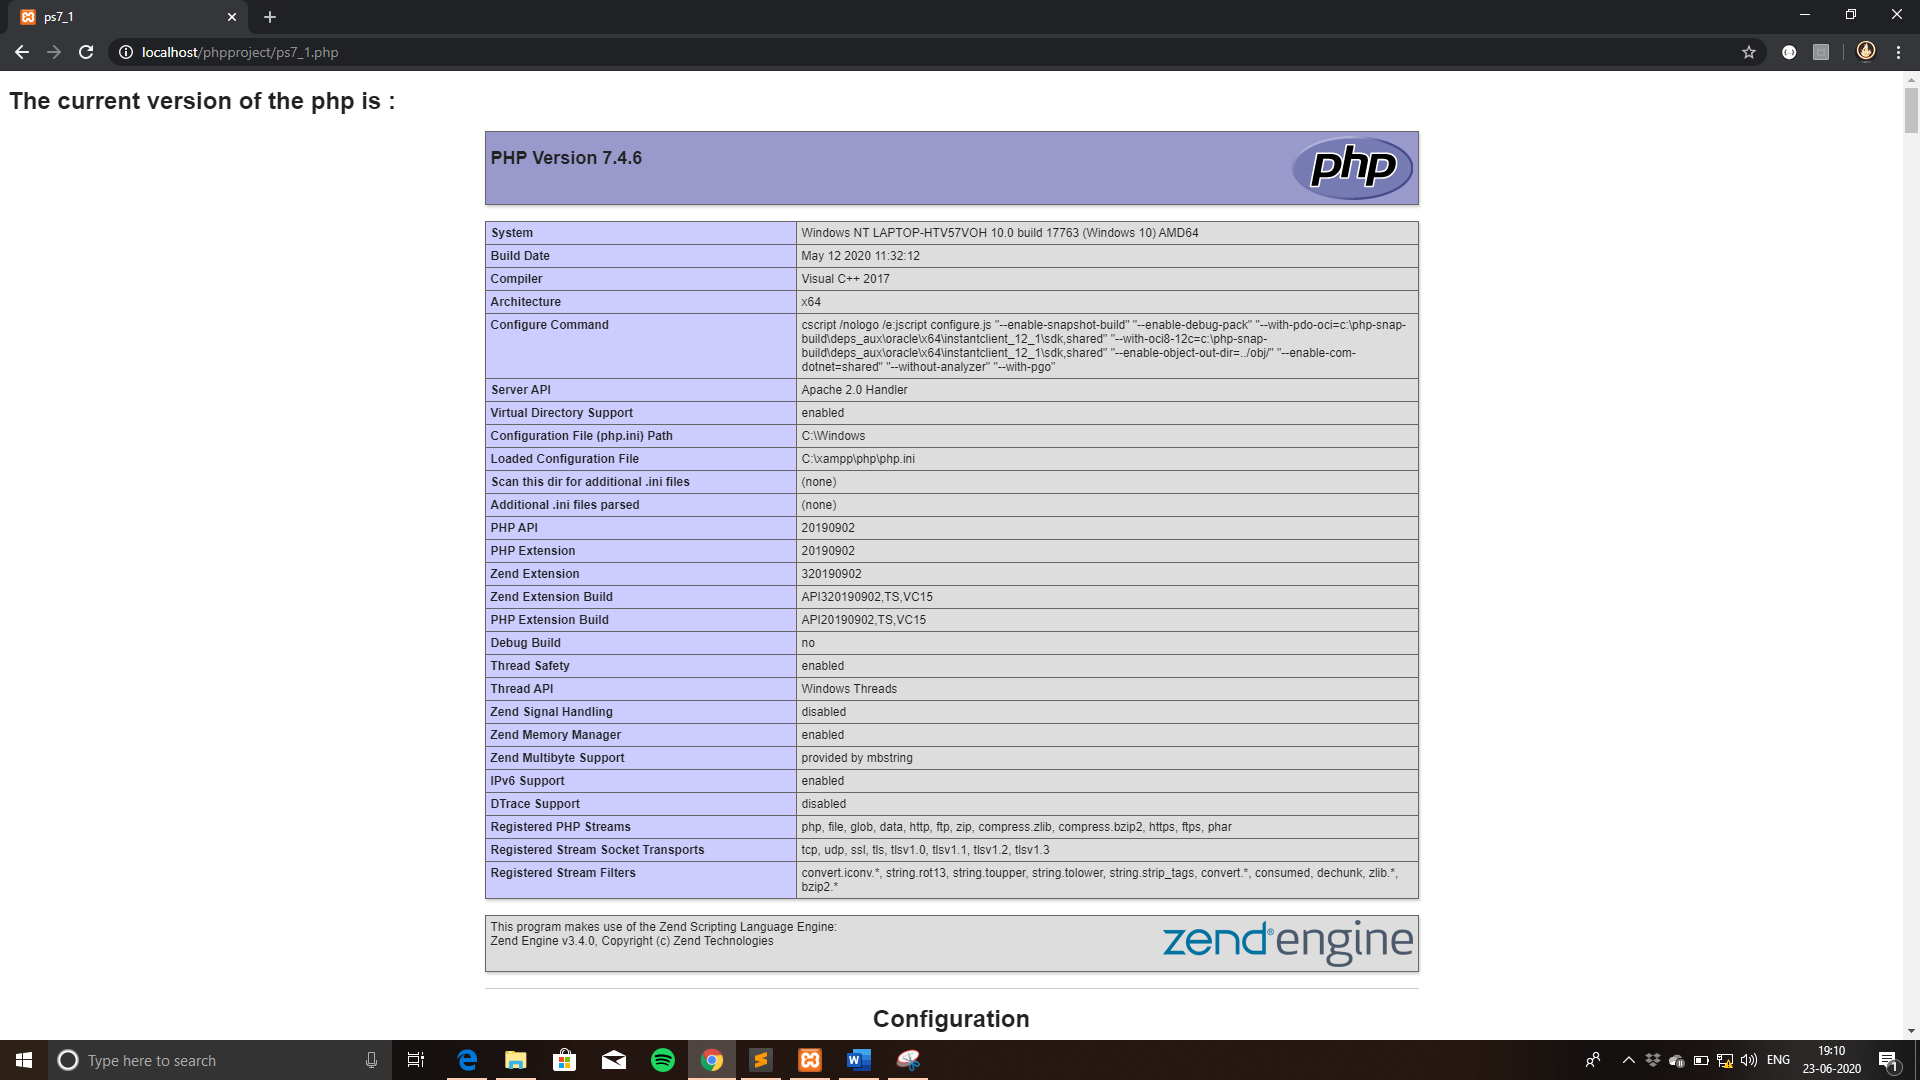 ps7_1
localhost/phpproject/ps7_1.php
The current version of the php is :
PHP Version 7.4.6
php
System Windows NT LAPTOP-HTV57VOH 10.0 build 17763 (Windows 10) AMD64
Build Date May 12 2020 11:32:12
Compiler Visual C++ 2017
Architecture x64
Configure Command cscript /nologo /e:jscript configure.js "--enable-snapshot-build" "--enable-debug-pack" "--with-pdo-oci=c:\php-snap-
build\deps_aux\oracle\x64\instantclient_12_1\sdk,shared" "--with-oci8-12c=c:\php-snap-
build\deps_aux\oracle\x64\instantclient_12_1\sdk,shared" "--enable-object-out-dir=../obj/" "--enable-com-
dotnet=shared" "--without-analyzer" "--with-pgo"
Server API Apache 2.0 Handler
Virtual Directory Support enabled
Configuration File (php.ini) Path C:\Windows
Loaded Configuration File C:\xampp\php\php.ini
Scan this dir for additional .ini files (none)
Additional .ini files parsed (none)
PHP API 20190902
PHP Extension 20190902
Zend Extension 320190902
Zend Extension Build API320190902,TS,VC15
PHP Extension Build API20190902,TS,VC15
Debug Build no
Thread Safety enabled
Thread API Windows Threads
Zend Signal Handling disabled
Zend Memory Manager enabled
Zend Multibyte Support provided by mbstring
IPv6 Support enabled
DTrace Support disabled
Registered PHP Streams php, file, glob, data, http, ftp, zip, compress.zlib, compress.bzip2, https, ftps, phar
Registered Stream Socket Transports tcp, udp, ssl, tls, tlsv1.0, tlsv1.1, tlsv1.2, tlsv1.3
Registered Stream Filters convert.iconv.*, string.rot13, string.toupper, string.tolower, string.strip_tags, convert.*, consumed, dechunk, zlib.*,
bzip2.*
This program makes use of the Zend Scripting Language Engine:
Zend Engine v3.4.0, Copyright (c) Zend Technologies
zend® engine
Configuration
Type here to search
ENG
19:10
23-06-2020
1